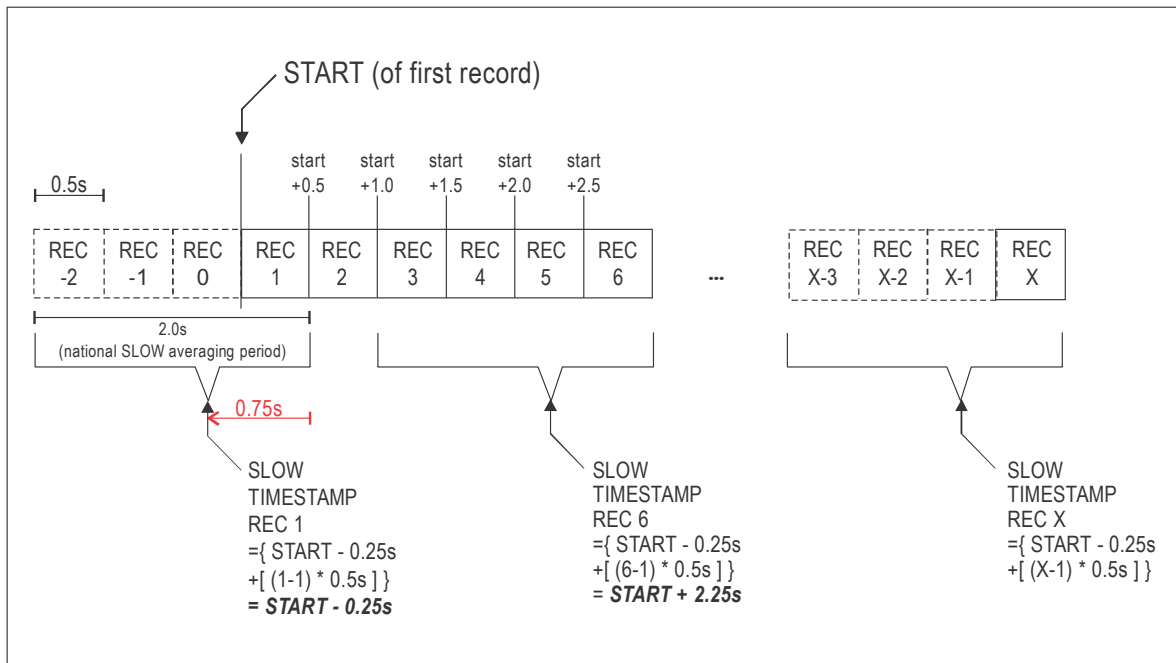 START (of first record)
start
+0.5
start
+1.0
start
+1.5
start
+2.0
start
+2.5
0.5s
REC
-2
REC
-1
REC
0
REC
1
REC
2
REC
3
REC
4
REC
5
REC
6
...
REC
X-3
REC
X-2
REC
X-1
REC
X
2.0s
(national SLOW averaging period)
0.75s
SLOW
TIMESTAMP
REC 1
={ START - 0.25s
+[ (1-1) * 0.5s ] }
= START - 0.25s
SLOW
TIMESTAMP
REC 6
={ START - 0.25s
+[ (6-1) * 0.5s ] }
= START + 2.25s
SLOW
TIMESTAMP
REC X
={ START - 0.25s
+[ (X-1) * 0.5s ] }